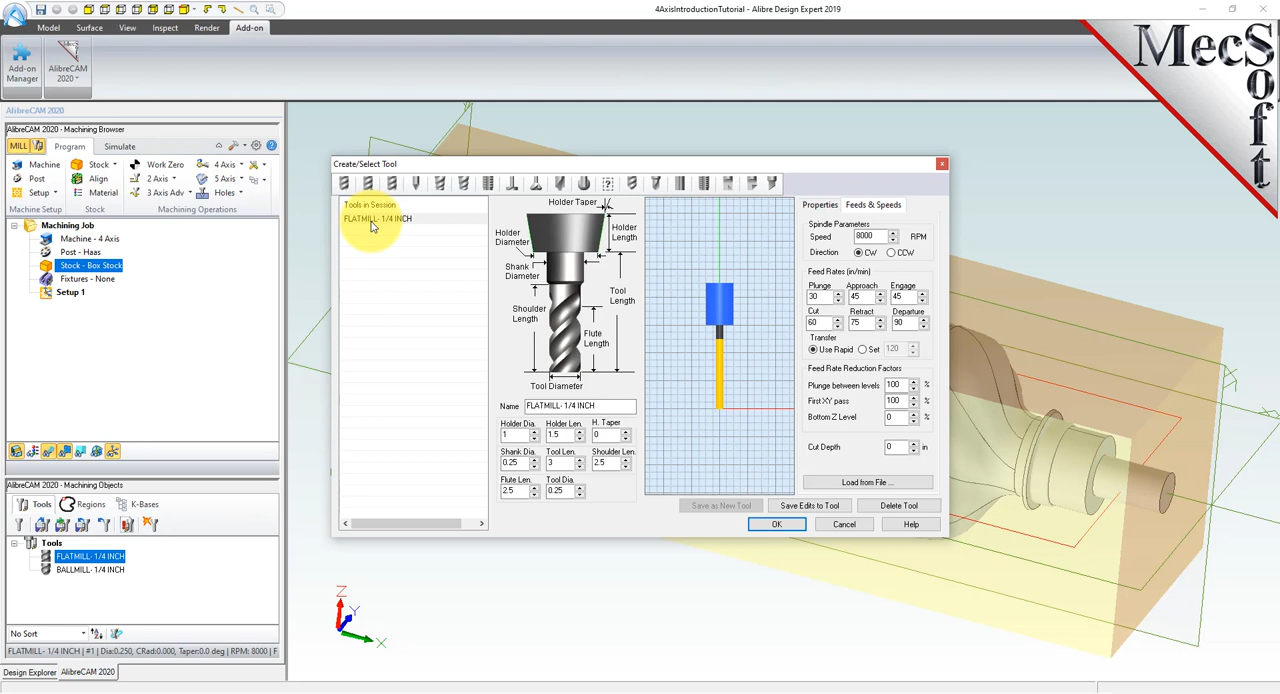 4AxisIntroductionTutorial - Alibre Design Expert 2019
Model Surface View Inspect Render Add-on
Add-on Manager
AlibreCAM 2020
MecSoft
AlibreCAM 2020
AlibreCAM 2020 - Machining Browser
MILL Program Simulate
Machine Stock Work Zero 4 Axis
Post Align 2 Axis 5 Axis
Setup Material 3 Axis Adv Holes
Machine Setup Stock Machining Operations
Machining Job
Machine - 4 Axis
Post - Haas
Stock - Box Stock
Fixtures - None
Setup 1
AlibreCAM 2020 - Machining Objects
Tools Regions K-Bases
Tools
FLATMILL- 1/4 INCH
BALLMILL- 1/4 INCH
No Sort
FLATMILL- 1/4 INCH | #1 | Dia:0.250, CRad:0.000, Taper:0.0 deg | RPM: 8000 | F
Design Explorer AlibreCAM 2020
Create/Select Tool
Tools in Session
FLATMILL- 1/4 INCH
Holder Taper
Holder Diameter
Holder Length
Shank Diameter
Tool Length
Shoulder Length
Flute Length
Tool Diameter
Name FLATMILL- 1/4 INCH
Holder Dia. Holder Len. H. Taper
1 1.5 0
Shank Dia. Tool Len. Shoulder Len.
0.25 3 2.5
Flute Len. Tool Dia.
2.5 0.25
Properties Feeds & Speeds
Spindle Parameters
Speed 8000 RPM
Direction CW CCW
Feed Rates (in/min)
Plunge Approach Engage
30 45 45
Cut Retract Departure
60 75 90
Transfer
Use Rapid Set 120
Feed Rate Reduction Factors
Plunge between levels 100 %
First XY pass 100 %
Bottom Z Level 0 %
Cut Depth 0 in
Load from File ...
Save as New Tool Save Edits to Tool Delete Tool
OK Cancel Help
Z
Y
X